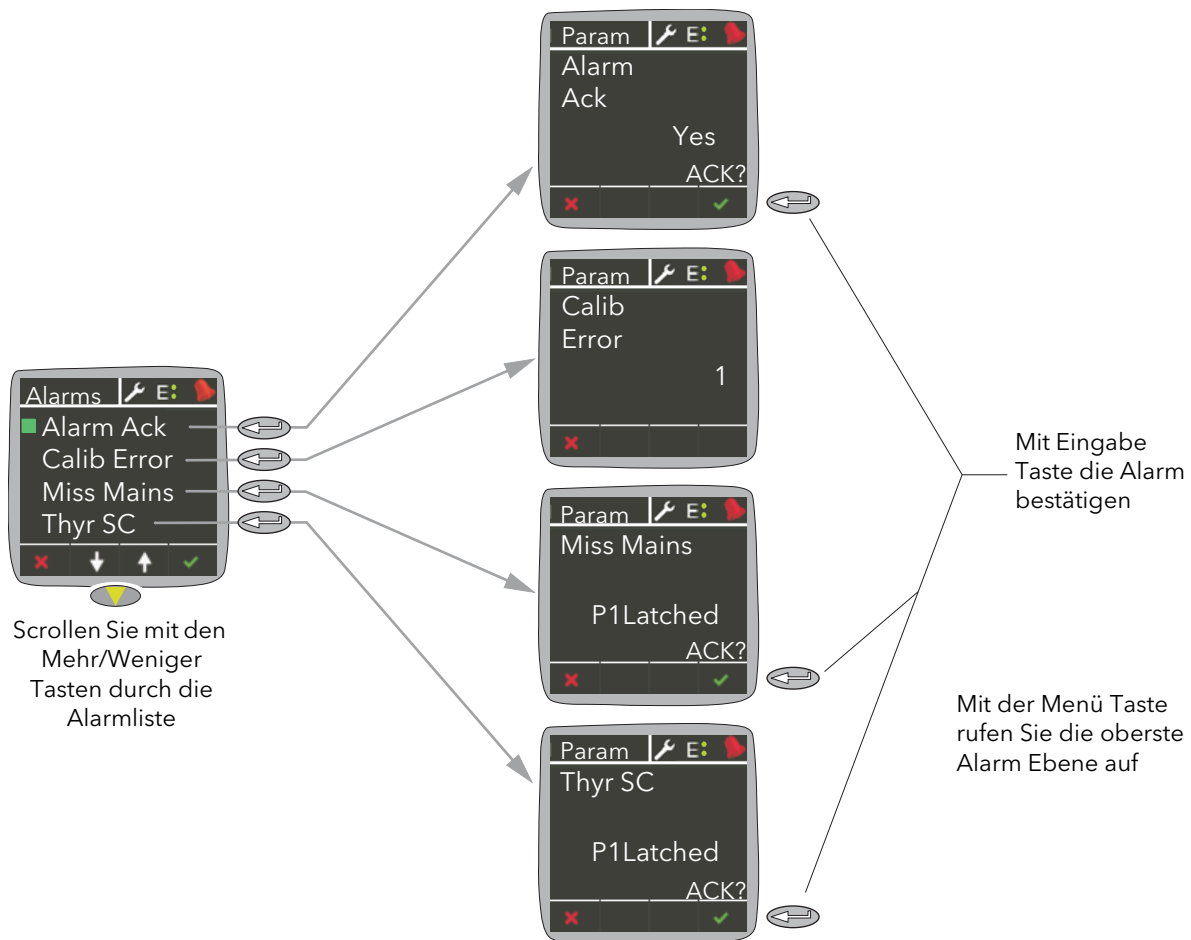 Param E:
Alarm
Ack
Yes
ACK?
Param E:
Calib
Error
1
Alarms E:
Alarm Ack
Calib Error
Miss Mains
Thyr SC
Scrollen Sie mit den
Mehr/Weniger
Tasten durch die
Alarmliste
Param E:
Miss Mains
P1Latched
ACK?
Param E:
Thyr SC
P1Latched
ACK?
Mit Eingabe
Taste die Alarm
bestätigen
Mit der Menü Taste
rufen Sie die oberste
Alarm Ebene auf